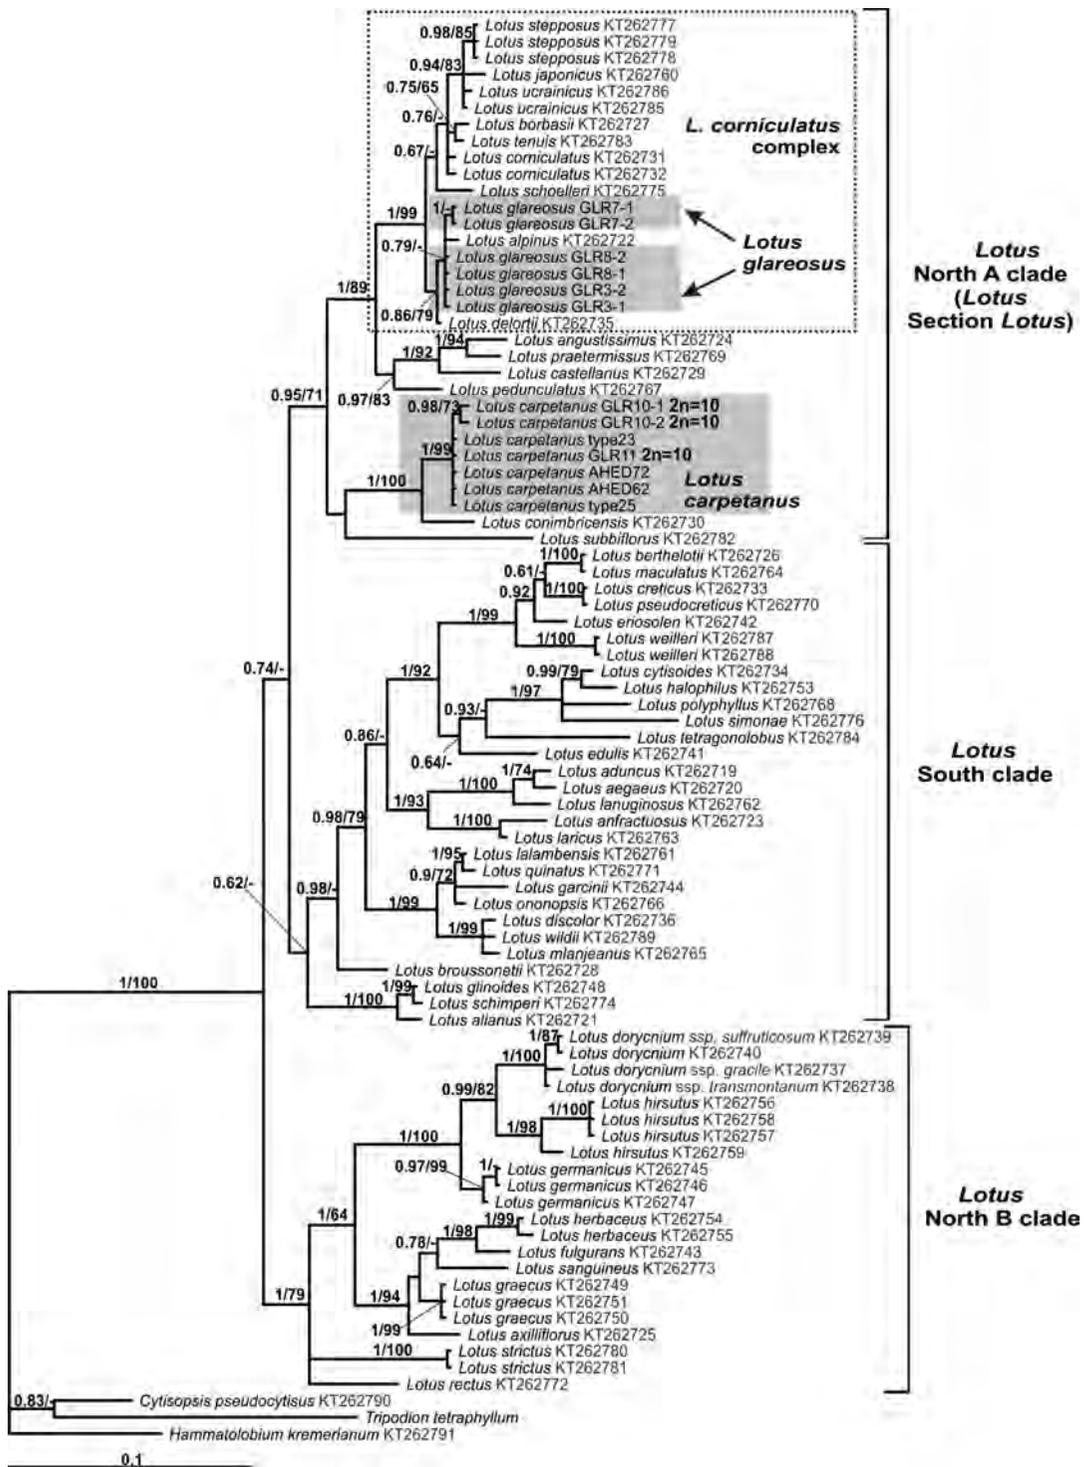 0.98/85
Lotus stepposus KT262777
Lotus stepposus KT262779
Lotus stepposus KT262778
0.94/83
Lotus japonicus KT262760
0.75/65
Lotus ucrainicus KT262786
Lotus ucrainicus KT262785
0.76/-
Lotus borbasii KT262727
Lotus tenuis KT262783
L. corniculatus
complex
0.67/-
Lotus corniculatus KT262731
Lotus corniculatus KT262732
Lotus schoelleri KT262775
1/99
1/-
Lotus glareosus GLR7-1
Lotus glareosus GLR7-2
0.79/-
Lotus alpinus KT262722
Lotus
glareosus
Lotus glareosus GLR8-2
Lotus glareosus GLR8-1
Lotus glareosus GLR3-2
Lotus glareosus GLR3-1
0.86/79
Lotus delortii KT262735
Lotus
North A clade
(Lotus
Section Lotus)
1/89
1/94
Lotus angustissimus KT262724
1/92
Lotus praetermissus KT262769
Lotus castellanus KT262729
Lotus pedunculatus KT262767
0.97/83
0.95/71
0.98/73
Lotus carpetanus GLR10-1 2n=10
Lotus carpetanus GLR10-2 2n=10
Lotus carpetanus type23
1/99
Lotus carpetanus GLR11 2n=10
Lotus carpetanus AHED72
Lotus carpetanus AHED62
Lotus carpetanus type25
Lotus
carpetanus
1/100
Lotus conimbricensis KT262730
Lotus subbiflorus KT262782
1/100
Lotus berthelotii KT262726
0.61/-
Lotus maculatus KT262764
0.92
1/100
Lotus creticus KT262733
Lotus pseudocreticus KT262770
1/99
Lotus eriosolen KT262742
1/100
Lotus weilleri KT262787
Lotus weilleri KT262788
0.74/-
1/92
0.99/79
Lotus cytisoides KT262734
1/97
Lotus halophilus KT262753
0.93/-
Lotus polyphyllus KT262768
Lotus simonae KT262776
0.86/-
Lotus tetragonolobus KT262784
0.64/-
Lotus edulis KT262741
Lotus
South clade
1/74
Lotus aduncus KT262719
1/100
Lotus aegaeus KT262720
1/93
Lotus lanuginosus KT262762
0.98/79
1/100
Lotus anfractuosus KT262723
Lotus laricus KT262763
1/95
Lotus lalambensis KT262761
0.9/72
Lotus quinatus KT262771
0.62/-
0.98/-
Lotus garcinii KT262744
1/99
Lotus ononopsis KT262766
1/99
Lotus discolor KT262736
Lotus wildii KT262789
Lotus mlanjeanus KT262765
Lotus broussonetii KT262728
1/100
1/99
Lotus glinoides KT262748
1/100
Lotus schimperi KT262774
Lotus alianus KT262721
1/87
Lotus dorycnium ssp. suffruticosum KT262739
1/100
Lotus dorycnium KT262740
Lotus dorycnium ssp. gracile KT262737
0.99/82
Lotus dorycnium ssp. transmontanum KT262738
1/100
Lotus hirsutus KT262756
Lotus hirsutus KT262758
1/98
Lotus hirsutus KT262757
1/100
Lotus hirsutus KT262759
0.97/99
1/-
Lotus germanicus KT262745
Lotus germanicus KT262746
Lotus germanicus KT262747
Lotus
North B clade
1/64
1/99
Lotus herbaceus KT262754
1/98
Lotus herbaceus KT262755
0.78/-
Lotus fulgurans KT262743
Lotus sanguineus KT262773
1/79
1/94
Lotus graecus KT262749
Lotus graecus KT262751
Lotus graecus KT262750
1/99
Lotus axilliflorus KT262725
1/100
Lotus strictus KT262780
Lotus strictus KT262781
Lotus rectus KT262772
0.83/-
Cytisopsis pseudocytisus KT262790
Tripodion tetraphyllum
Hammatolobium kremerianum KT262791
0.1